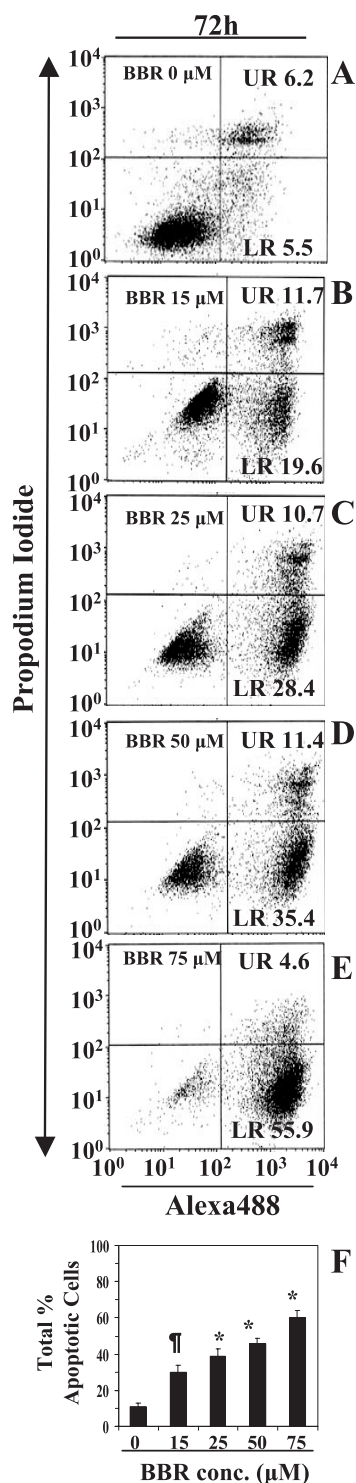 72h
A
BBR 0 µM
UR 6.2
LR 5.5
10⁴
10³
10²
10¹
10⁰
B
BBR 15 µM
UR 11.7
LR 19.6
10⁴
10³
10²
10¹
10⁰
C
BBR 25 µM
UR 10.7
LR 28.4
10⁴
10³
10²
10¹
10⁰
D
BBR 50 µM
UR 11.4
LR 35.4
10⁴
10³
10²
10¹
10⁰
E
BBR 75 µM
UR 4.6
LR 55.9
10⁴
10³
10²
10¹
10⁰
10⁰ 10¹ 10² 10³ 10⁴
Propodium Iodide
Alexa488
F
Total %
Apoptotic Cells
100
80
60
40
20
0
¶ * * *
0 15 25 50 75
BBR conc. (µM)